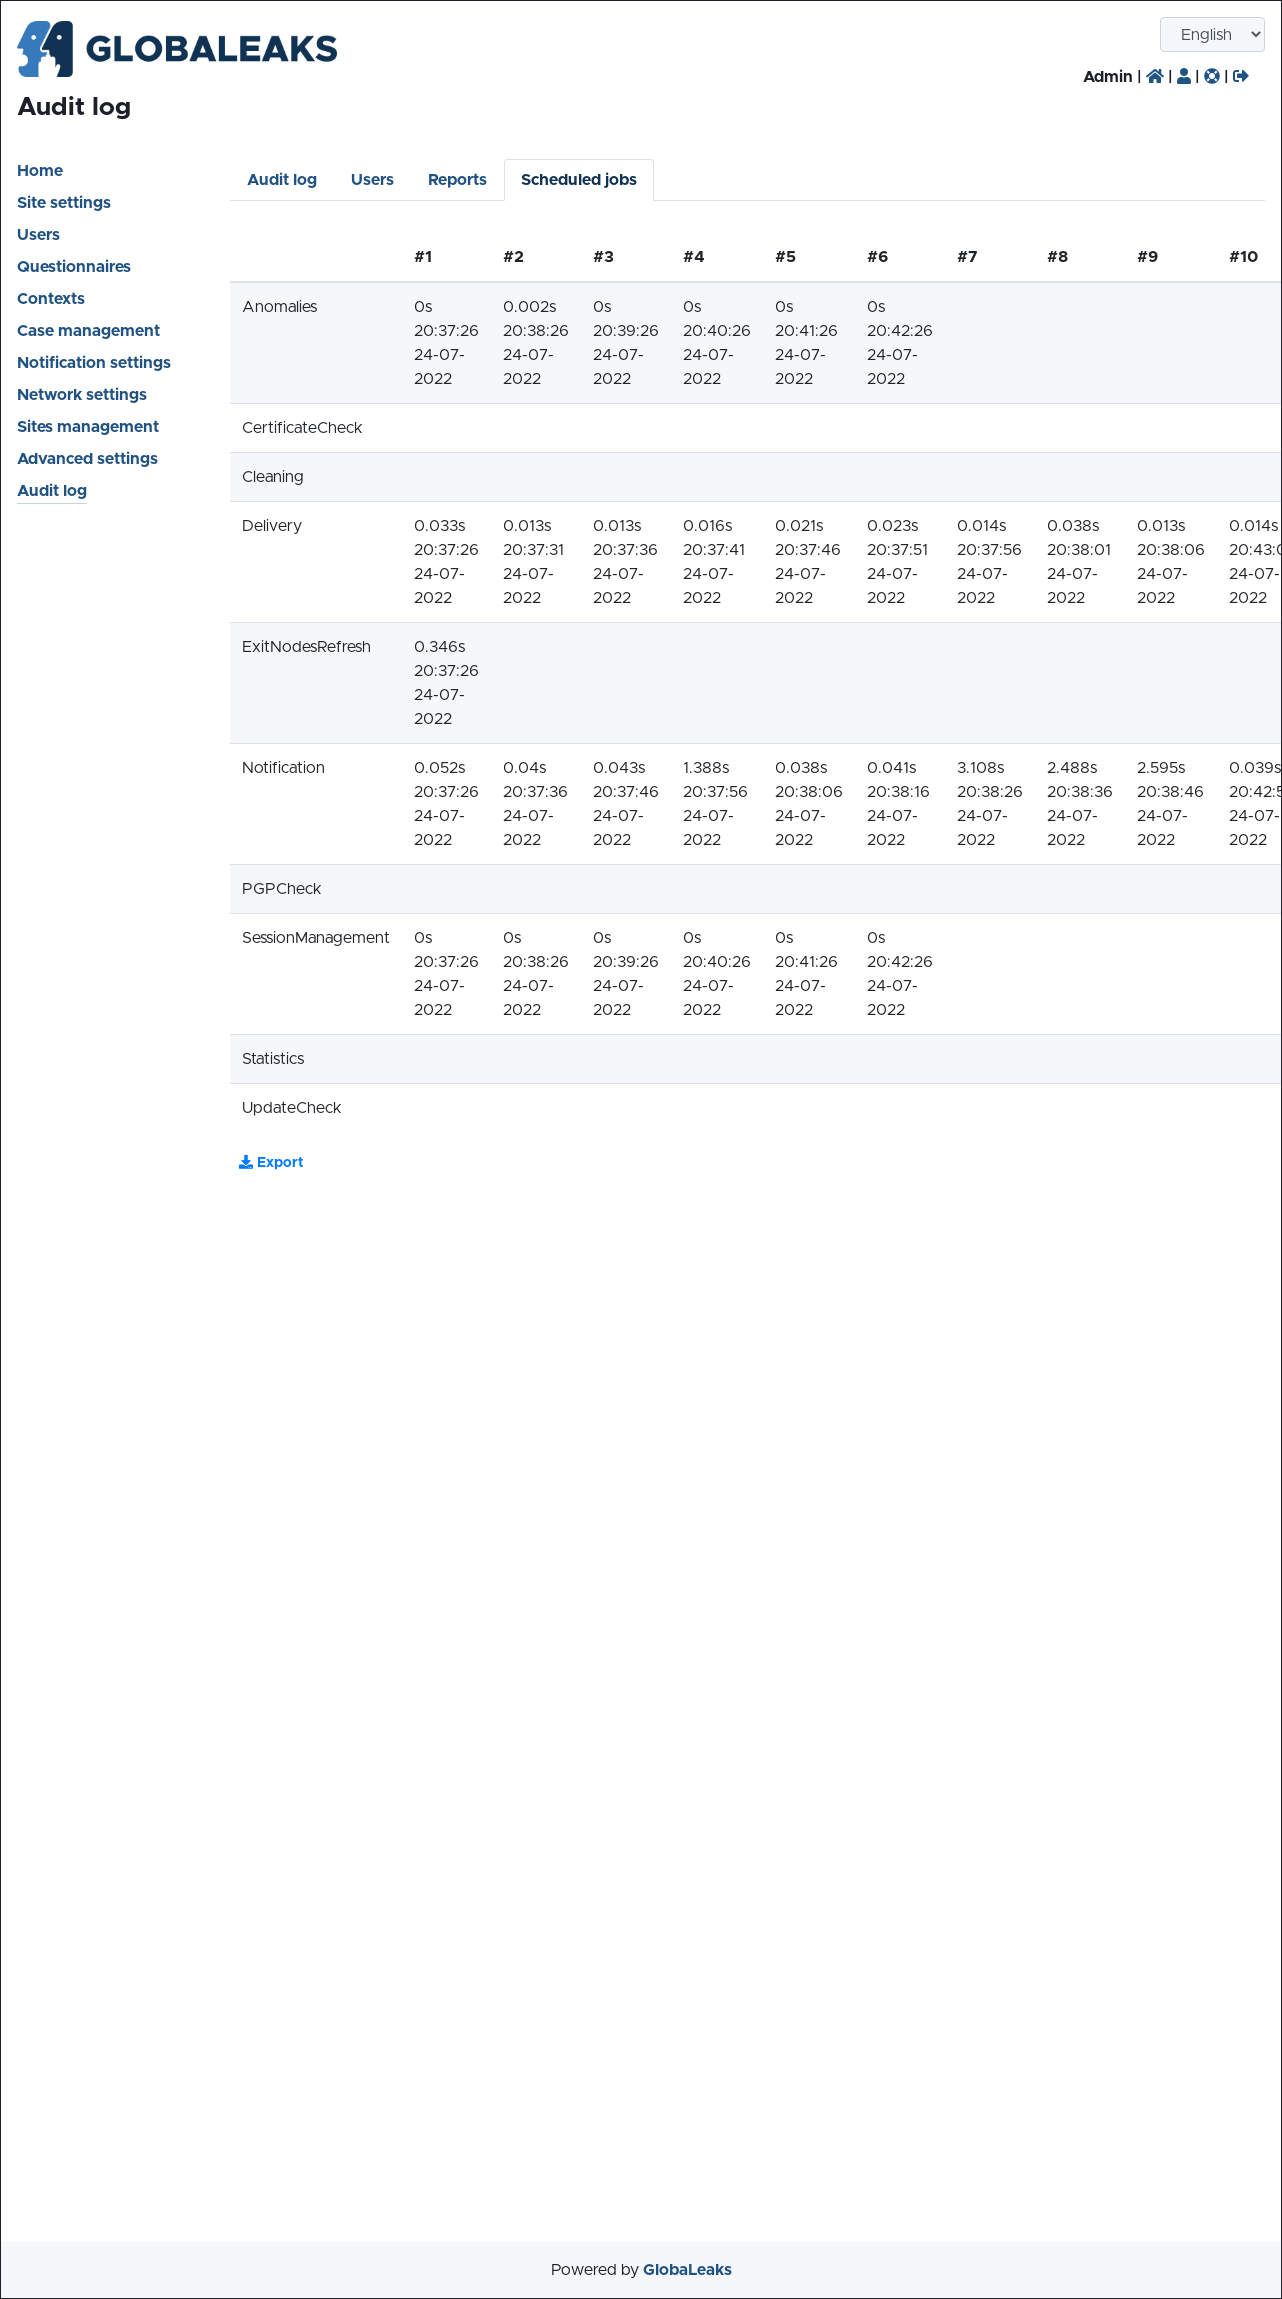 GLOBALEAKS
English
Admin | | | |
Audit log
Home
Site settings
Users
Questionnaires
Contexts
Case management
Notification settings
Network settings
Sites management
Advanced settings
Audit log
Audit log Users Reports Scheduled jobs
#1 #2 #3 #4 #5 #6 #7 #8 #9 #10
Anomalies 0s 0.002s 0s 0s 0s 0s
20:37:26 20:38:26 20:39:26 20:40:26 20:41:26 20:42:26
24-07- 24-07- 24-07- 24-07- 24-07- 24-07-
2022 2022 2022 2022 2022 2022
CertificateCheck
Cleaning
Delivery 0.033s 0.013s 0.013s 0.016s 0.021s 0.023s 0.014s 0.038s 0.013s 0.014s
20:37:26 20:37:31 20:37:36 20:37:41 20:37:46 20:37:51 20:37:56 20:38:01 20:38:06
24-07- 24-07- 24-07- 24-07- 24-07- 24-07- 24-07- 24-07- 24-07- 24-07-
2022 2022 2022 2022 2022 2022 2022 2022 2022 2022
ExitNodesRefresh 0.346s
20:37:26
24-07-
2022
Notification 0.052s 0.04s 0.043s 1.388s 0.038s 0.041s 3.108s 2.488s 2.595s 0.039s
20:37:26 20:37:36 20:37:46 20:37:56 20:38:06 20:38:16 20:38:26 20:38:36 20:38:46
24-07- 24-07- 24-07- 24-07- 24-07- 24-07- 24-07- 24-07- 24-07- 24-07-
2022 2022 2022 2022 2022 2022 2022 2022 2022 2022
PGPCheck
SessionManagement 0s 0s 0s 0s 0s 0s
20:37:26 20:38:26 20:39:26 20:40:26 20:41:26 20:42:26
24-07- 24-07- 24-07- 24-07- 24-07- 24-07-
2022 2022 2022 2022 2022 2022
Statistics
UpdateCheck
Export
Powered by GlobaLeaks